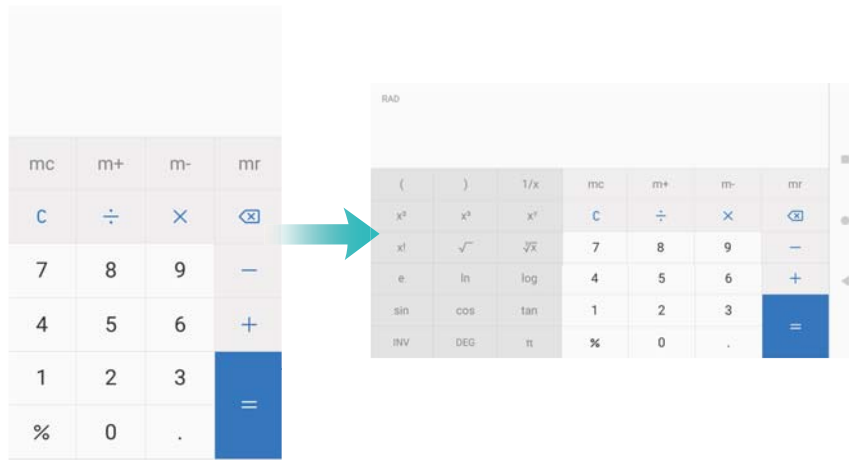 mc m+ m- mr
C ÷ × ⌫
7 8 9 −
4 5 6 +
1 2 3 =
% 0 .
RAD
( ) 1/x mc m+ m- mr
x² x³ xʸ C ÷ × ⌫
x! √ ʸ√x 7 8 9 −
e ln log 4 5 6 +
sin cos tan 1 2 3 =
INV DEG π % 0 .